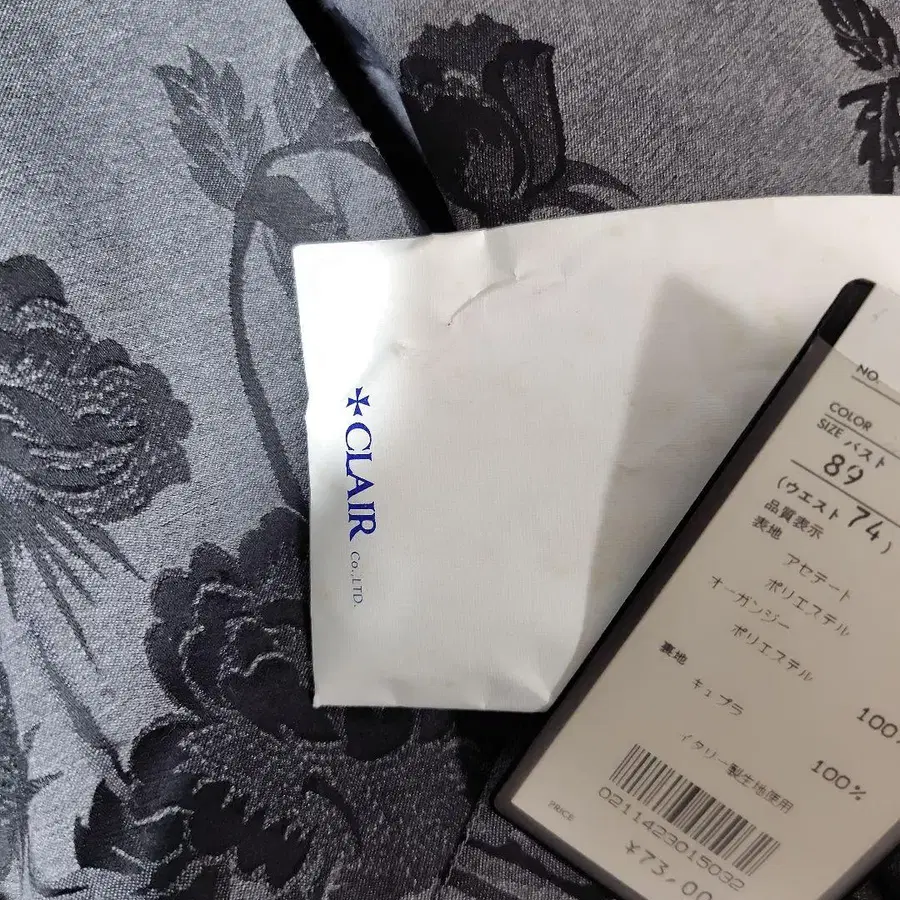 ✠CLAIR Co.,LTD.
NO.
COLOR
SIZE バスト
89
(ウエスト 74)
品質表示
表地
アセテート
ポリエステル
オーガンジー
ポリエステル 100%
裏地
キュプラ 100%
イタリー製生地使用
0211423015032
PRICE
¥73,00